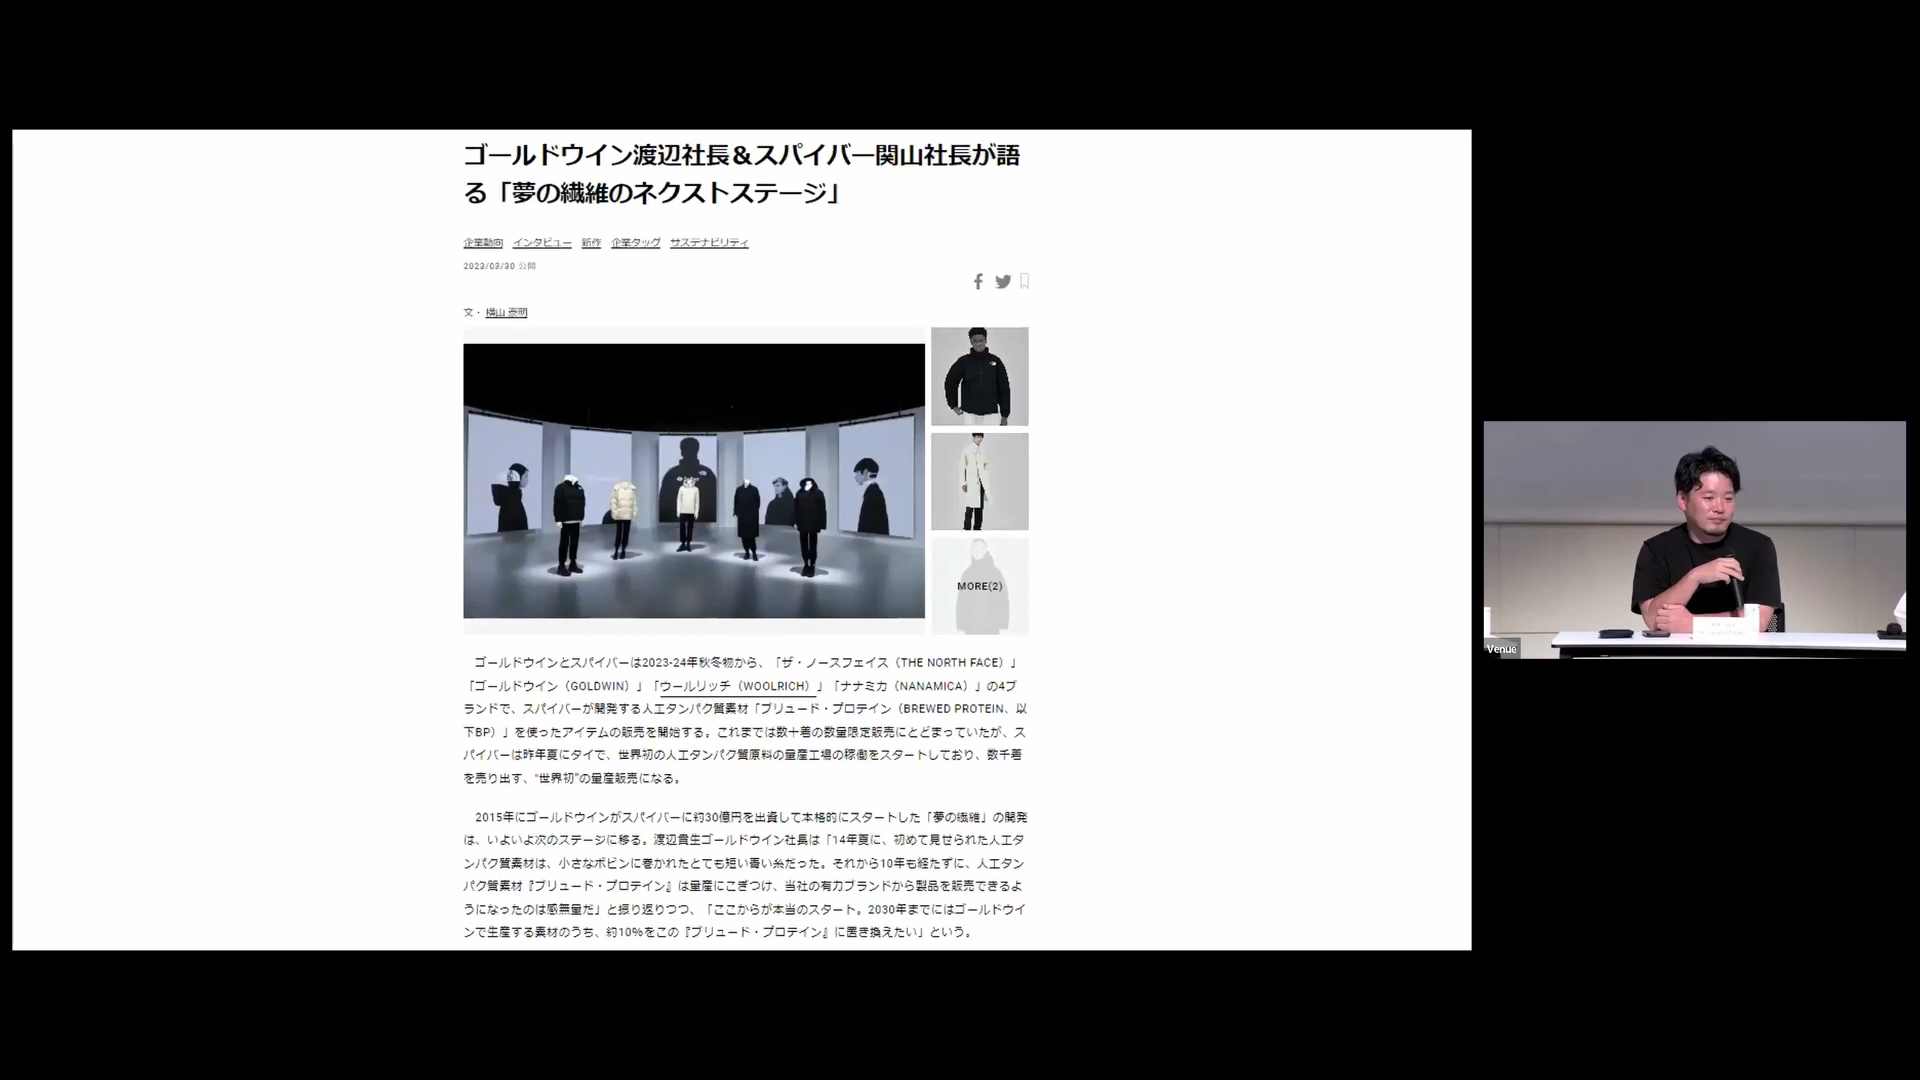 ゴールドウイン渡辺社長＆スパイバー関山社長が語
る「夢の繊維のネクストステージ」
企業動向 インタビュー 新作 企業タッグ サステナビリティ
2023/03/30 公開
文・ 横山 泰明
MORE(2)
ゴールドウインとスパイバーは2023-24年秋冬物から、「ザ・ノースフェイス（THE NORTH FACE）」
「ゴールドウイン（GOLDWIN）」「ウールリッチ（WOOLRICH）」「ナナミカ（NANAMICA）」の4ブ
ランドで、スパイバーが開発する人工タンパク質素材「ブリュード・プロテイン（BREWED PROTEIN、以
下BP）」を使ったアイテムの販売を開始する。これまでは数十着の数量限定販売にとどまっていたが、ス
パイバーは昨年夏にタイで、世界初の人工タンパク質原料の量産工場の稼働をスタートしており、数千着
を売り出す、“世界初”の量産販売になる。
2015年にゴールドウインがスパイバーに約30億円を出資して本格的にスタートした「夢の繊維」の開発
は、いよいよ次のステージに移る。渡辺貴生ゴールドウイン社長は「14年夏に、初めて見せられた人工タ
ンパク質素材は、小さなボビンに巻かれたとても短い青い糸だった。それから10年も経たずに、人工タン
パク質素材『ブリュード・プロテイン』は量産にこぎつけ、当社の有力ブランドから製品を販売できるよ
うになったのは感無量だ」と振り返りつつ、「ここからが本当のスタート。2030年までにはゴールドウイ
ンで生産する素材のうち、約10%をこの『ブリュード・プロテイン』に置き換えたい」という。
Venue